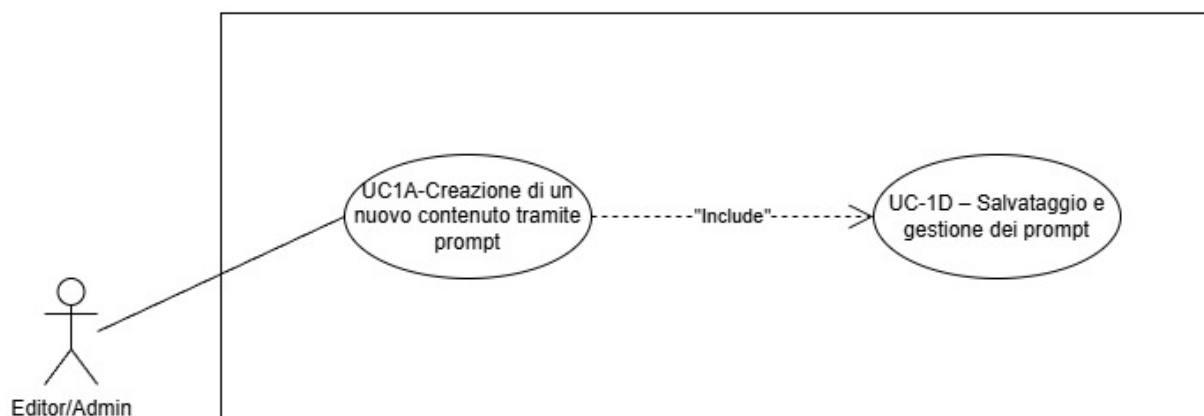 UC1A-Creazione di un
nuovo contenuto tramite
prompt
"Include"
UC-1D – Salvataggio e
gestione dei prompt
Editor/Admin